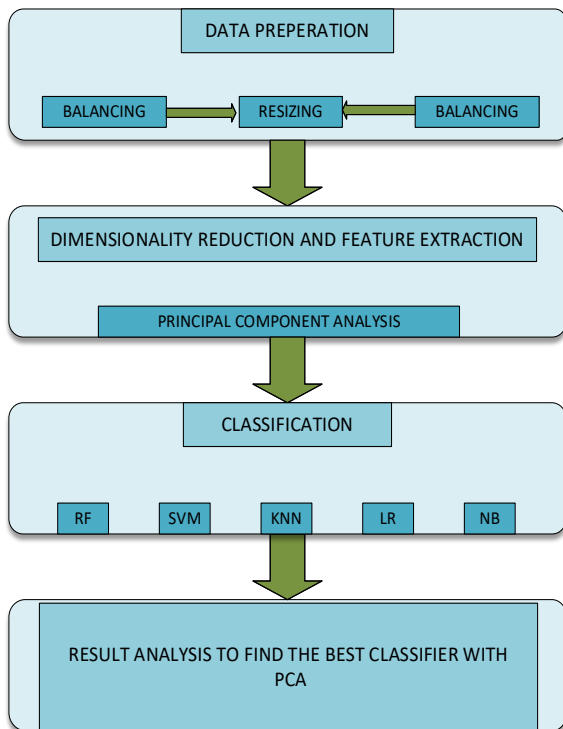 DATA PREPERATION
BALANCING RESIZING BALANCING
DIMENSIONALITY REDUCTION AND FEATURE EXTRACTION
PRINCIPAL COMPONENT ANALYSIS
CLASSIFICATION
RF SVM KNN LR NB
RESULT ANALYSIS TO FIND THE BEST CLASSIFIER WITH
PCA